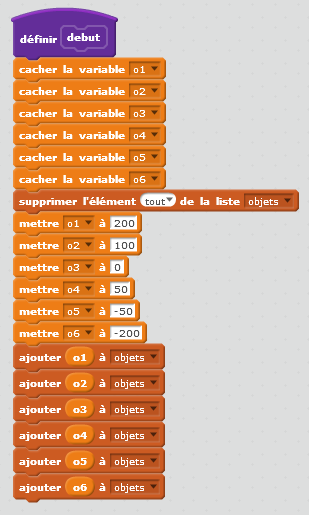 définir debut
cacher la variable o1
cacher la variable o2
cacher la variable o3
cacher la variable o4
cacher la variable o5
cacher la variable o6
supprimer l'élément tout de la liste objets
mettre o1 à 200
mettre o2 à 100
mettre o3 à 0
mettre o4 à 50
mettre o5 à -50
mettre o6 à -200
ajouter o1 à objets
ajouter o2 à objets
ajouter o3 à objets
ajouter o4 à objets
ajouter o5 à objets
ajouter o6 à objets